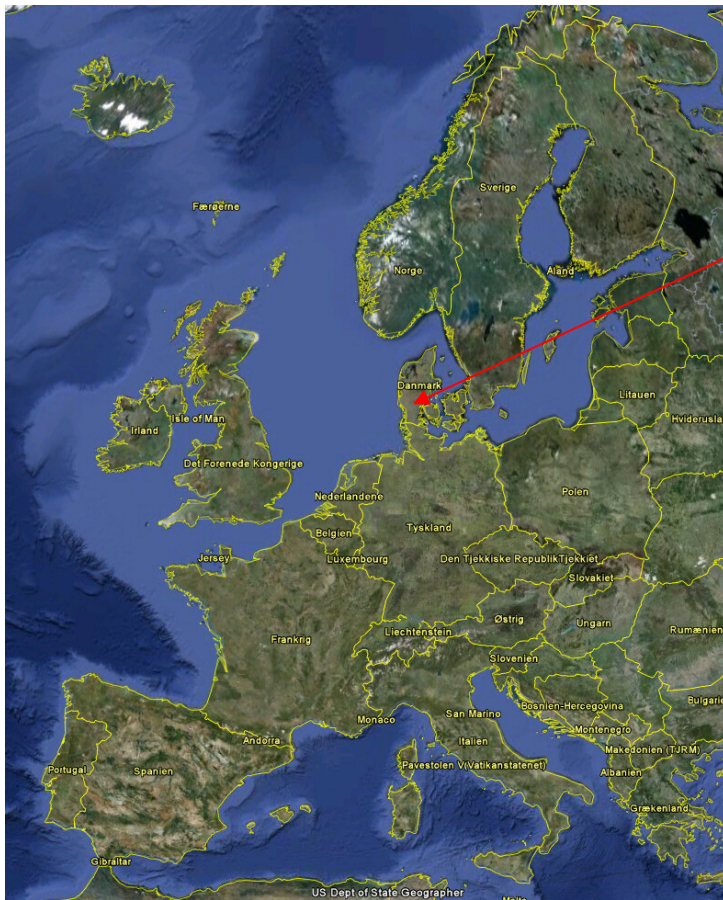 Færøerne
Sverige
Norge
Åland
Danmark
Litauen
Isle of Man
Irland
Hviderusla
Det Forenede Kongerige
Nederlandene
Polen
Tyskland
Belgien
Jersey
Luxembourg
Den Tjekkiske RepublikTjekkiet
Slovakiet
Østrig
Ungarn
Rumænien
Liechtenstein
Frankrig
Slovenien
Bosnien-Hercegovina
Bulgarie
Monaco
San Marino
Montenegro
Andorra
Italien
Makedonien (TJRM)
Portugal
Spanien
Pavestolen V(Vatikanstatenet)
Albanien
Grækenland
Gibraltar
US Dept of State Geographer
Malta